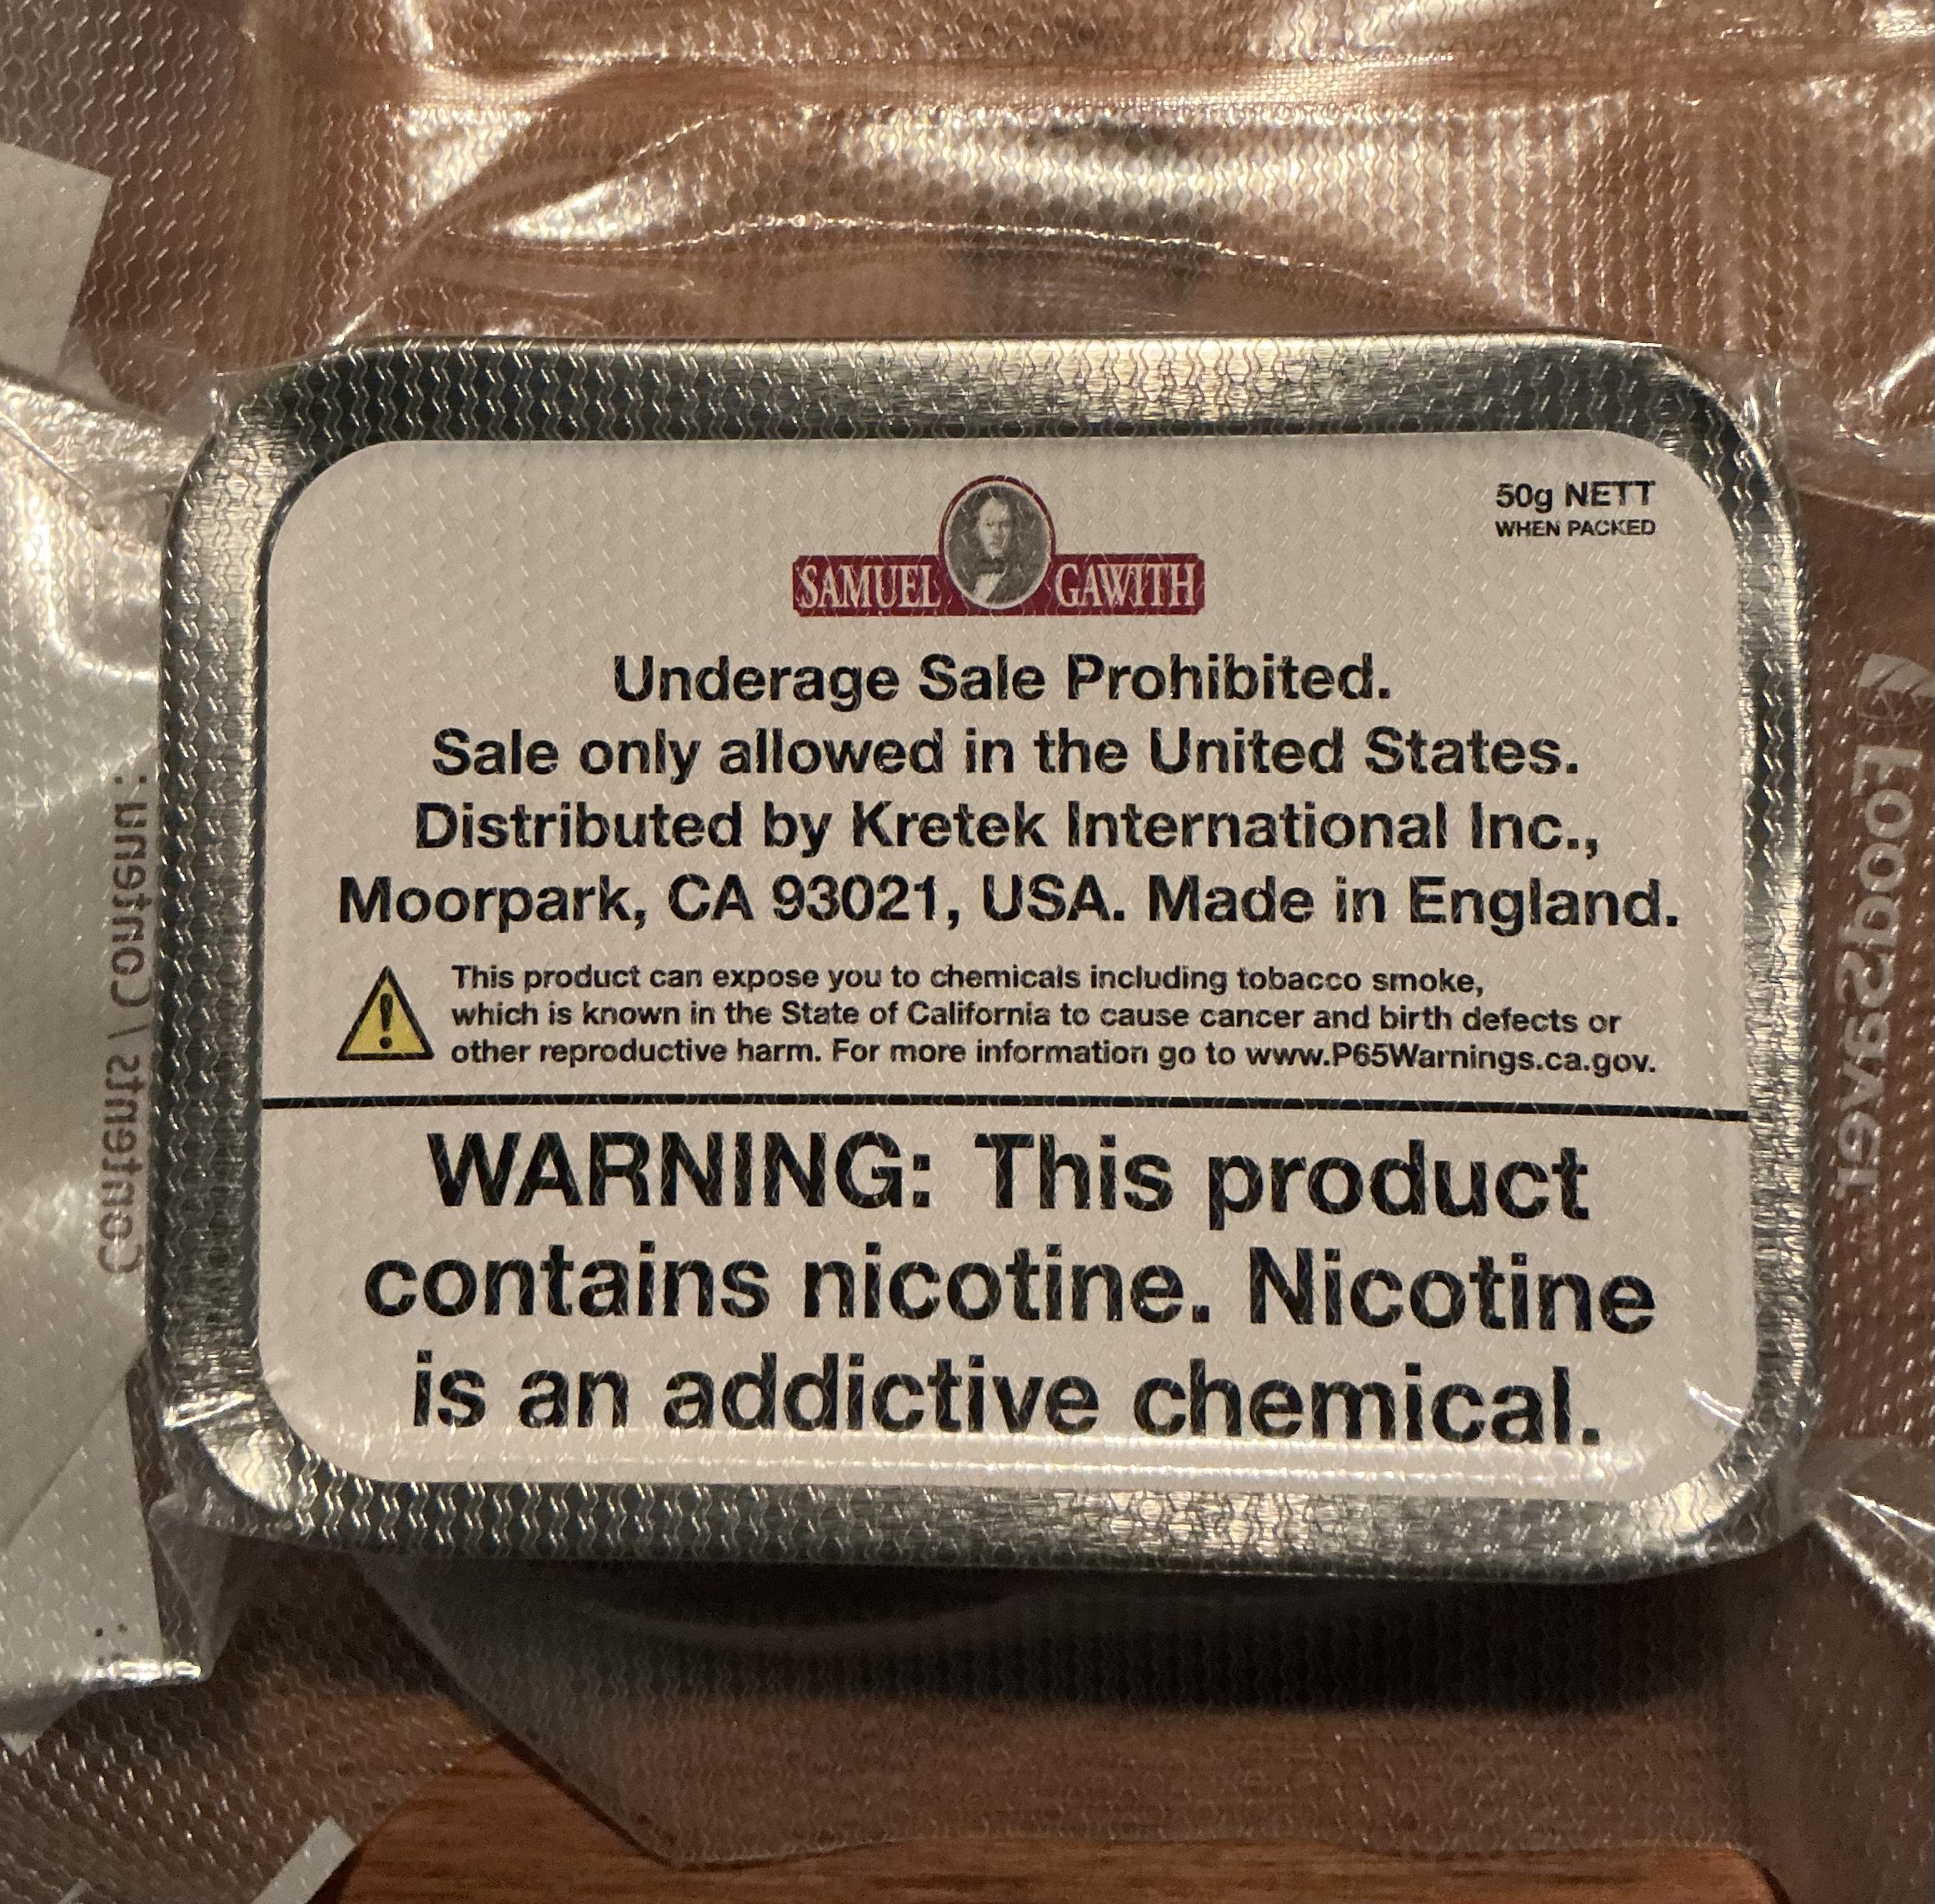 50g NETT
WHEN PACKED
SAMUEL GAWITH
Underage Sale Prohibited.
Sale only allowed in the United States.
Distributed by Kretek International Inc.,
Moorpark, CA 93021, USA. Made in England.
This product can expose you to chemicals including tobacco smoke,
which is known in the State of California to cause cancer and birth defects or
other reproductive harm. For more information go to www.P65Warnings.ca.gov.
WARNING: This product
contains nicotine. Nicotine
is an addictive chemical.
Contents / Contenu :
FoodSaver